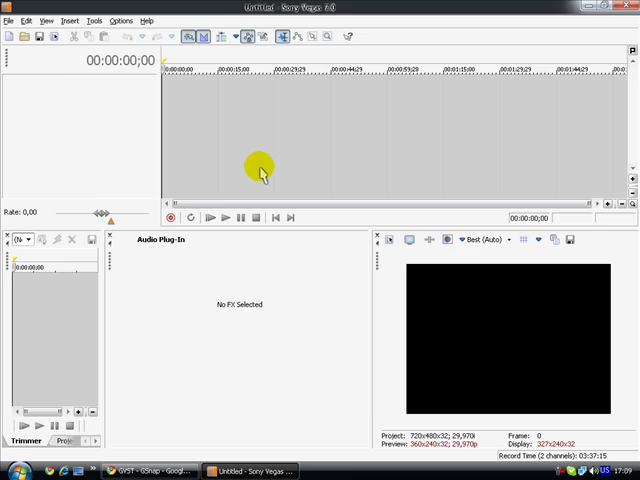 Untitled * - Sony Vegas 7.0
File Edit View Insert Tools Options Help
00:00:00;00
00:00:00;00 00:00:15;00 00:00:29;29 00:00:44;29 00:00:59;28 00:01:15;00 00:01:29;29 00:01:44;29 00:0
Rate: 0,00
00:00:00;00
Audio Plug-In
Best (Auto)
00:00:00;00
No FX Selected
Project: 720x480x32; 29,970i Frame: 0
Preview: 360x240x32; 29,970p Display: 327x240x32
Trimmer Proje
Record Time (2 channels): 03:37:15
GVST - GSnap - Googl...
Untitled - Sony Vegas ...
US
17:09